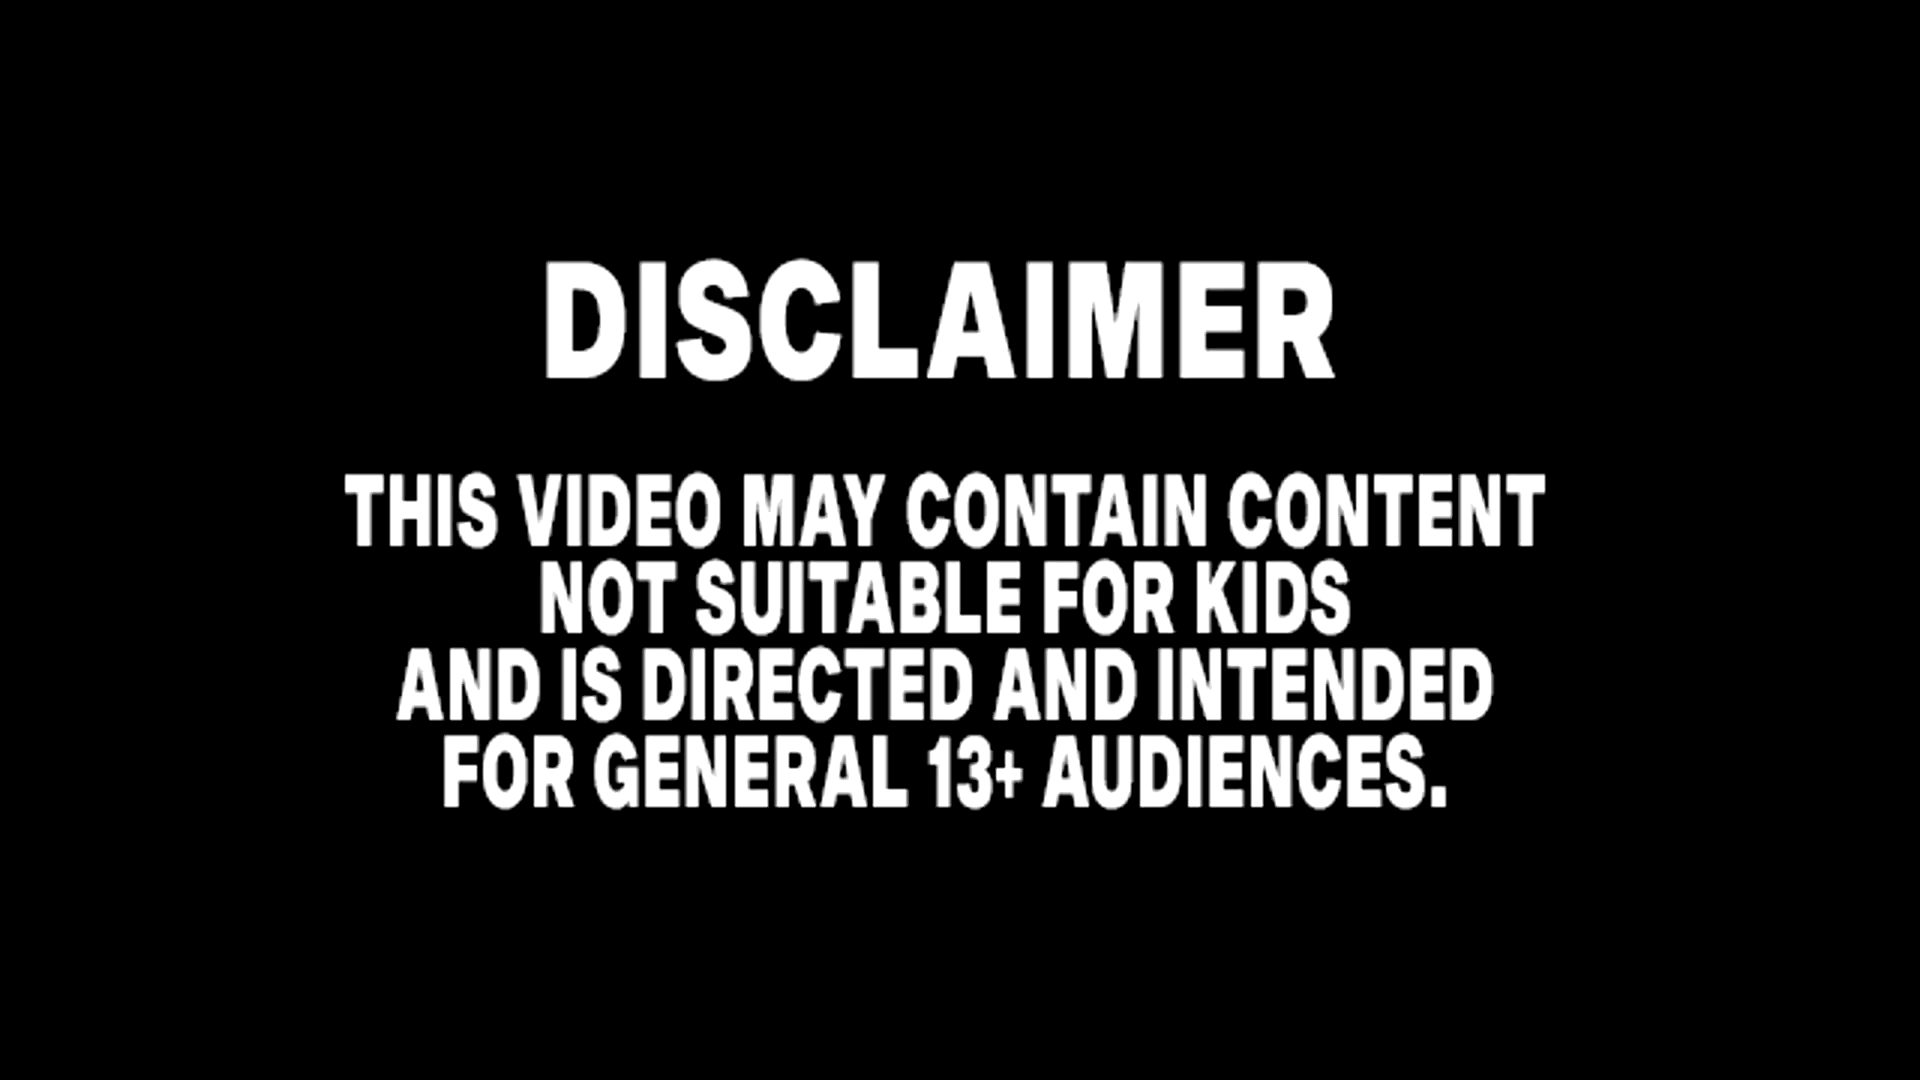 DISCLAIMER
THIS VIDEO MAY CONTAIN CONTENT
NOT SUITABLE FOR KIDS
AND IS DIRECTED AND INTENDED
FOR GENERAL 13+ AUDIENCES.